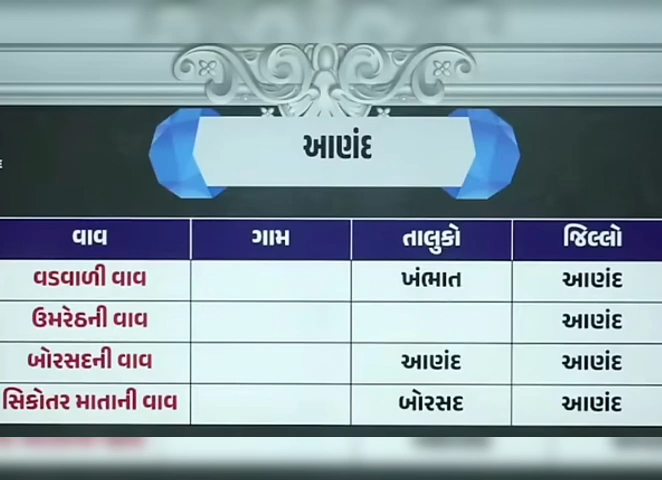 આણંદ
વાવ ગામ તાલુકો જિલ્લો
વડવાળી વાવ ખંભાત આણંદ
ઉમરેઠની વાવ આણંદ
બોરસદની વાવ આણંદ આણંદ
સિકોતર માતાની વાવ બોરસદ આણંદ